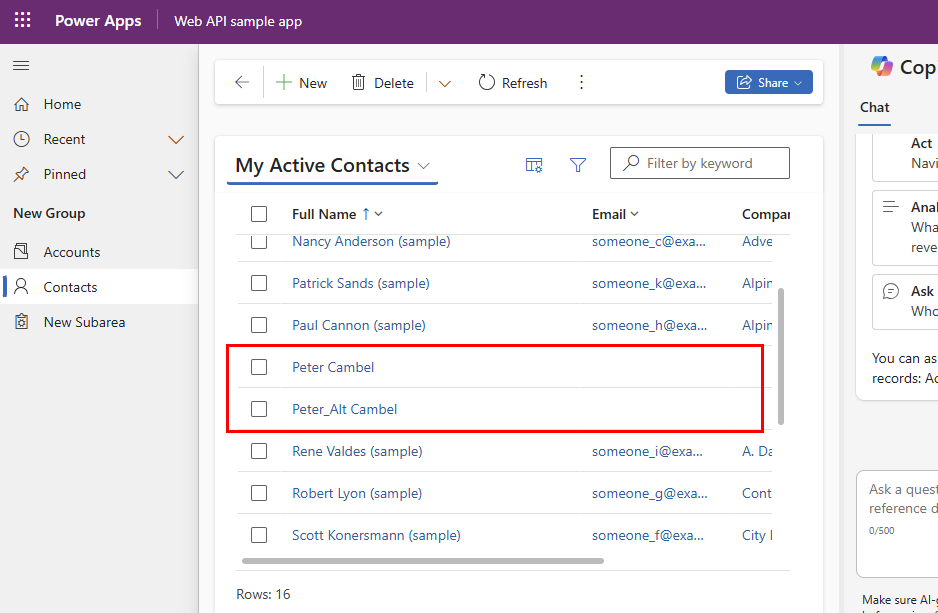 Power Apps
Web API sample app
Home
Recent
Pinned
New Group
Accounts
Contacts
New Subarea
New Delete Refresh Share
My Active Contacts
Filter by keyword
Full Name ↑ Email Compar
Nancy Anderson (sample) someone_c@exa... Adve
Patrick Sands (sample) someone_k@exa... Alpin
Paul Cannon (sample) someone_h@exa... Alpin
Peter Cambel
Peter_Alt Cambel
Rene Valdes (sample) someone_i@exa... A. Da
Robert Lyon (sample) someone_g@exa... Cont
Scott Konersmann (sample) someone_f@exa... City
Rows: 16
Cop
Chat
Act
Navi
Anal
Wha
reve
Ask
Who
You can as
records: Ac
Ask a quest
reference d
0/500
Make sure AI-g